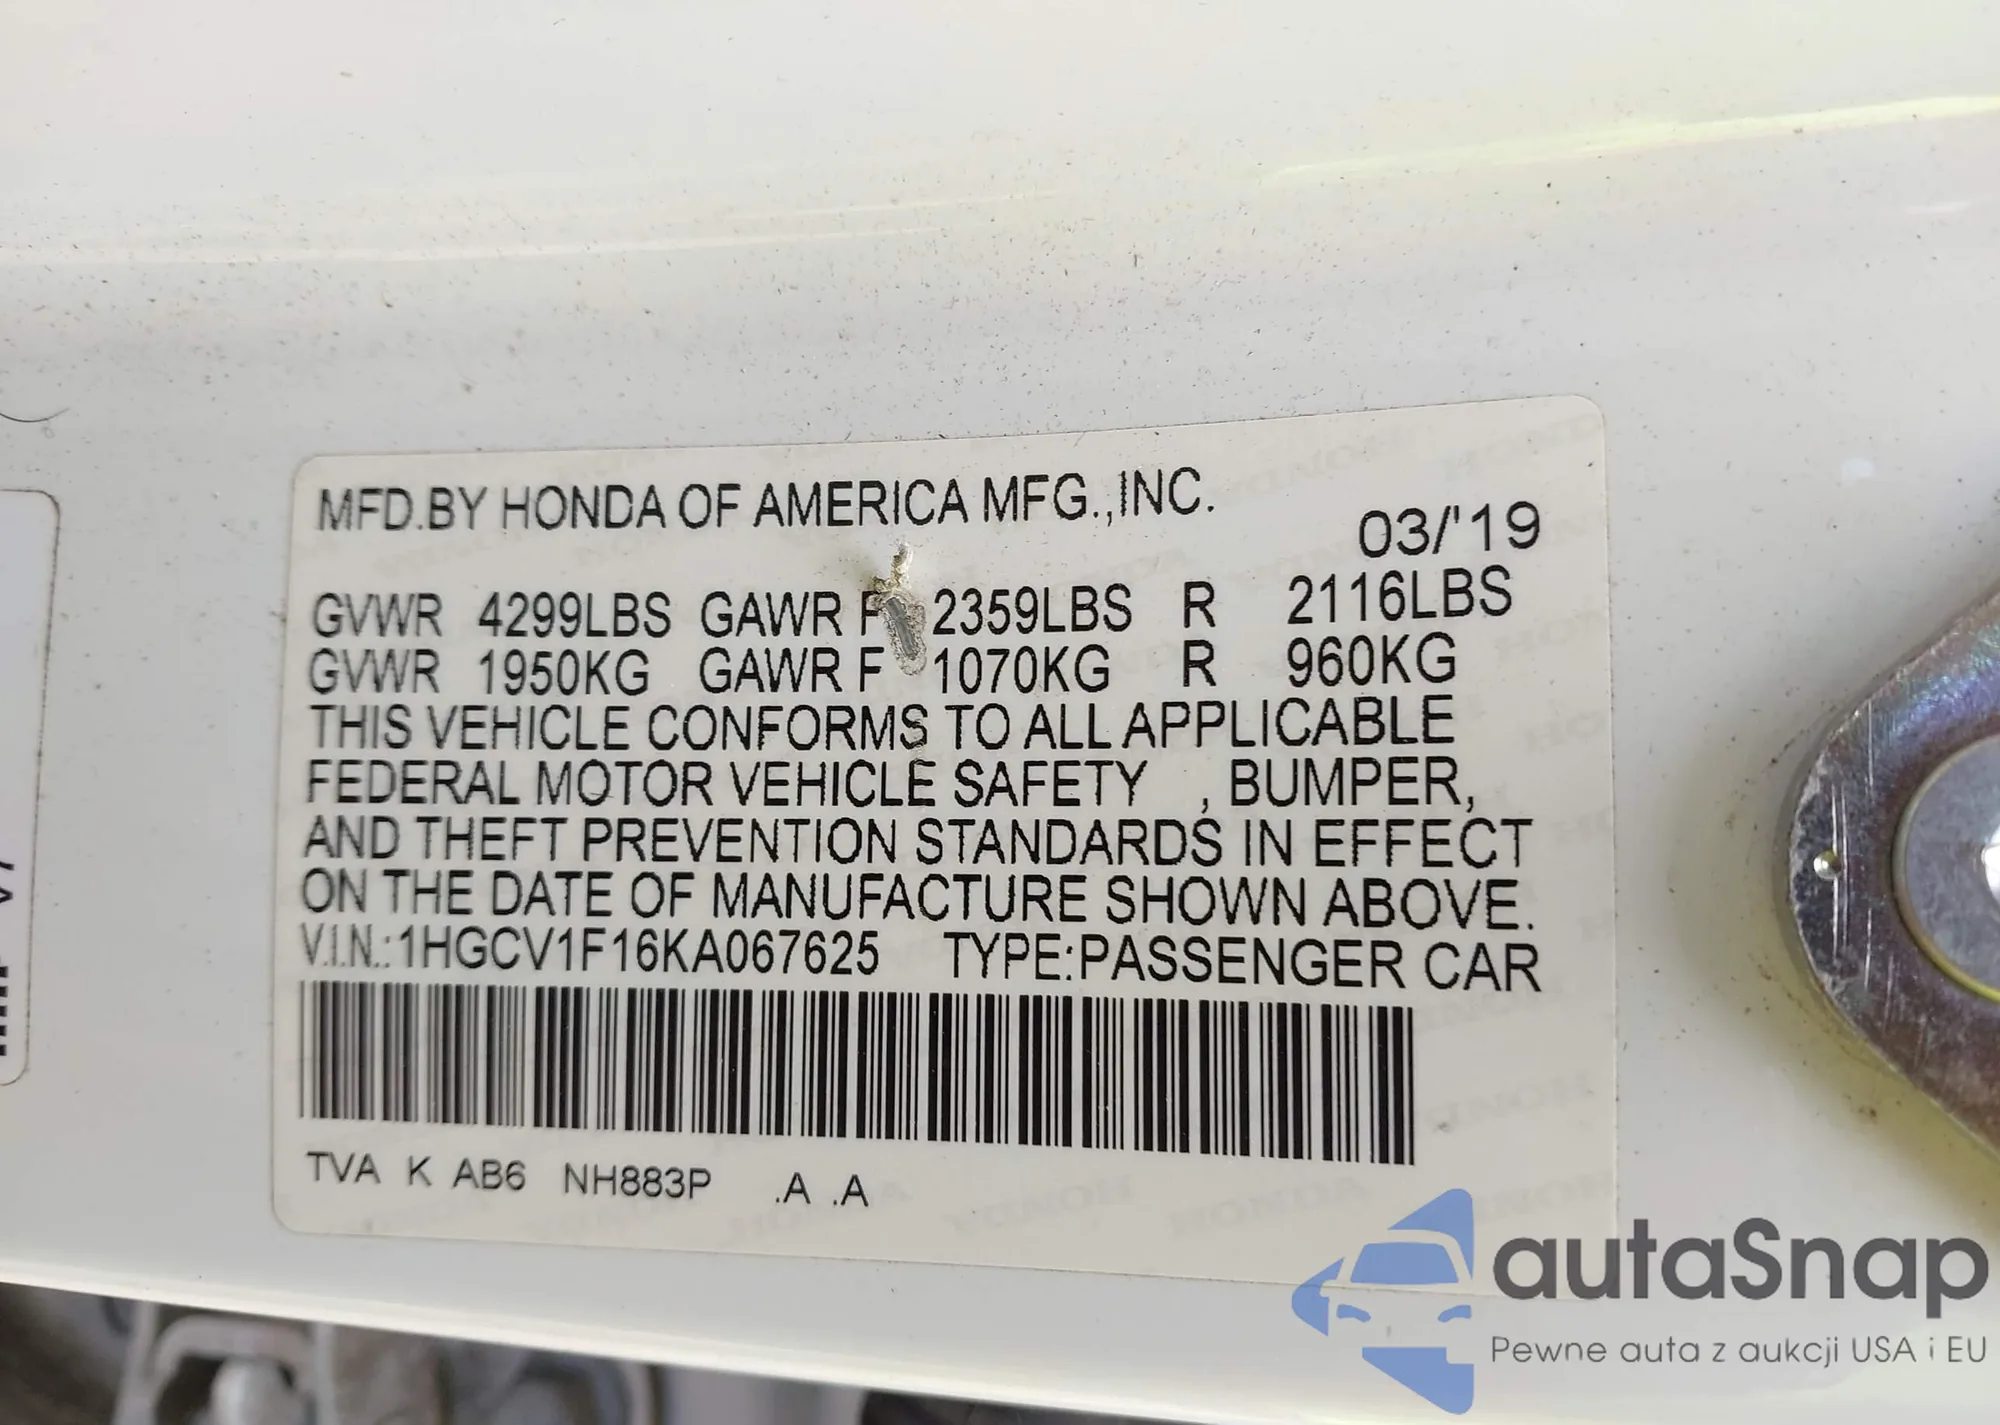 MFD.BY HONDA OF AMERICA MFG.,INC.
03/'19
GVWR 4299LBS GAWR F 2359LBS R 2116LBS
GVWR 1950KG GAWR F 1070KG R 960KG
THIS VEHICLE CONFORMS TO ALL APPLICABLE
FEDERAL MOTOR VEHICLE SAFETY , BUMPER,
AND THEFT PREVENTION STANDARDS IN EFFECT
ON THE DATE OF MANUFACTURE SHOWN ABOVE.
V.I.N.:1HGCV1F16KA067625 TYPE:PASSENGER CAR
TVA K AB6 NH883P .A .A
autaSnap
Pewne auta z aukcji USA i EU